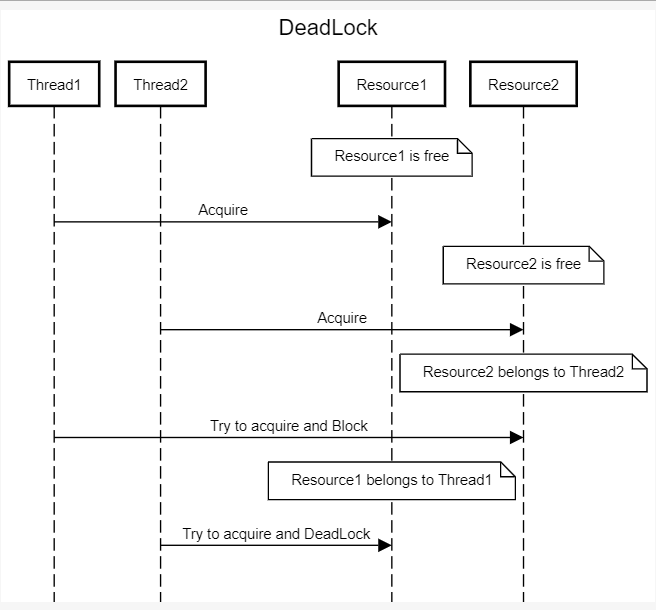 DeadLock
Thread1
Thread2
Resource1
Resource2
Resource1 is free
Acquire
Resource2 is free
Acquire
Resource2 belongs to Thread2
Try to acquire and Block
Resource1 belongs to Thread1
Try to acquire and DeadLock